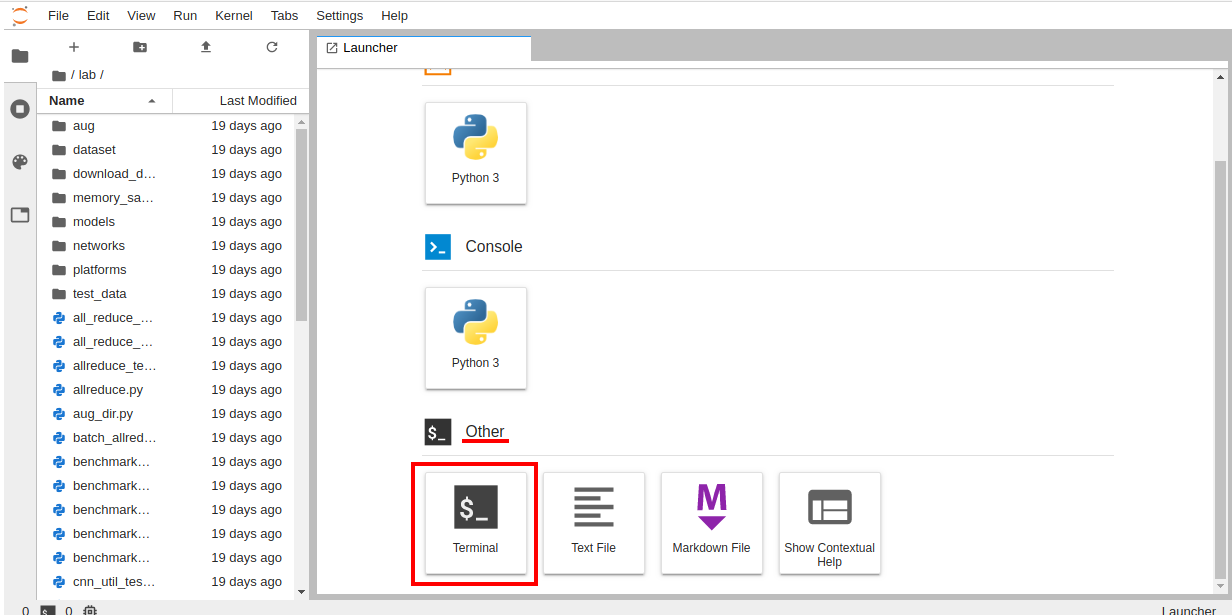 File Edit View Run Kernel Tabs Settings Help
/ lab /
Name Last Modified
aug 19 days ago
dataset 19 days ago
download_d… 19 days ago
memory_sa… 19 days ago
models 19 days ago
networks 19 days ago
platforms 19 days ago
test_data 19 days ago
all_reduce_… 19 days ago
all_reduce_… 19 days ago
allreduce_te… 19 days ago
allreduce.py 19 days ago
aug_dir.py 19 days ago
batch_allred… 19 days ago
benchmark… 19 days ago
benchmark… 19 days ago
benchmark… 19 days ago
benchmark… 19 days ago
benchmark… 19 days ago
cnn_util_tes… 19 days ago
Launcher
Python 3
>_ Console
Python 3
$_ Other
$_
Terminal
Text File
M
Markdown File
Show Contextual
Help
0 $_ 0
Launcher